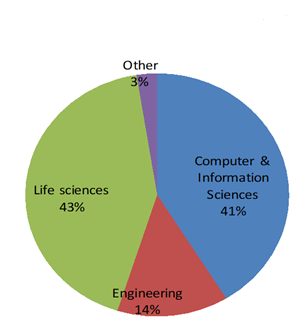 Other
3%
Computer &
Information
Sciences
41%
Life sciences
43%
Engineering
14%